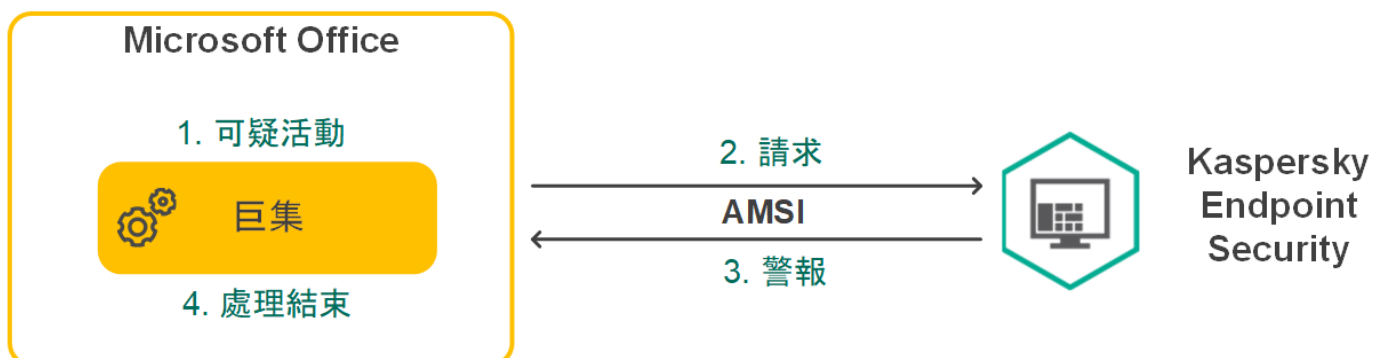 Microsoft Office
1. 可疑活動
巨集
4. 處理結束
2. 請求
AMSI
3. 警報
Kaspersky
Endpoint
Security